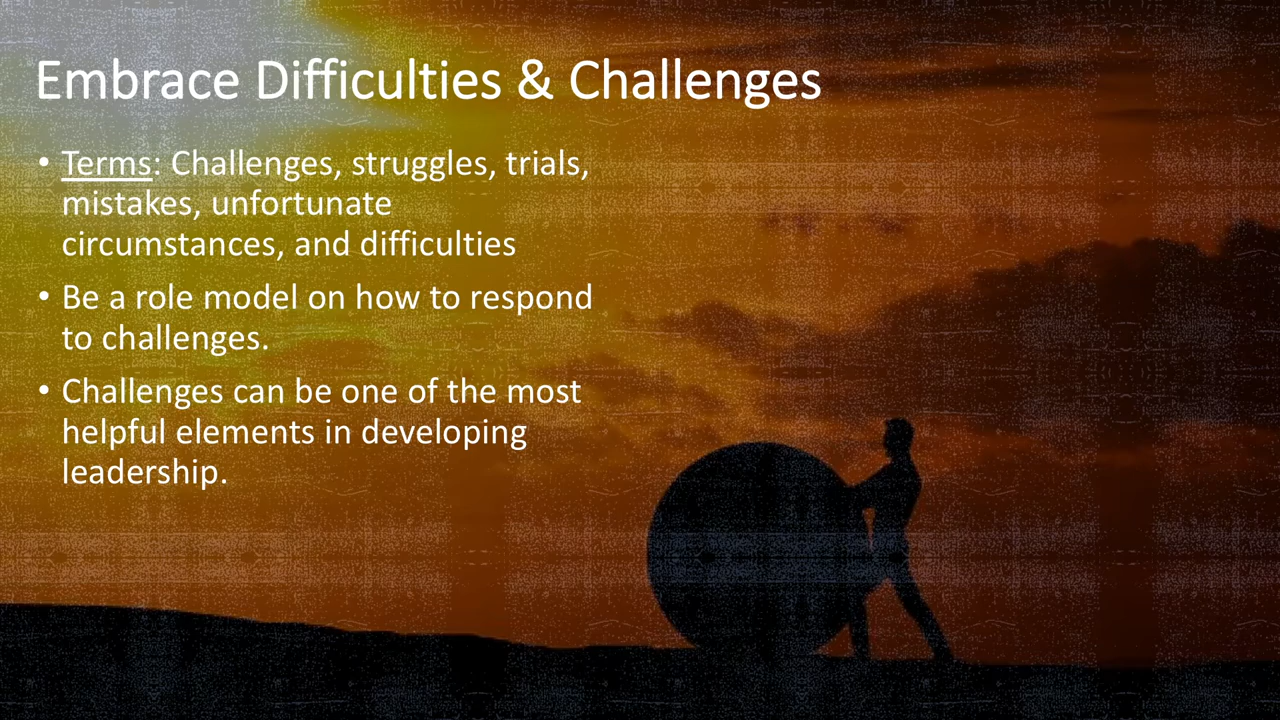 Embrace Difficulties & Challenges
• Terms: Challenges, struggles, trials,
mistakes, unfortunate
circumstances, and difficulties
• Be a role model on how to respond
to challenges.
• Challenges can be one of the most
helpful elements in developing
leadership.